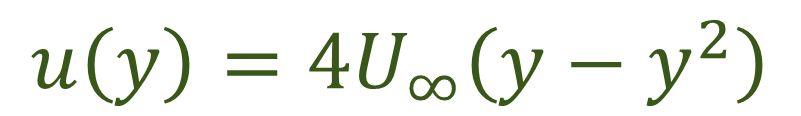 u(y) = 4U∞(y − y²)